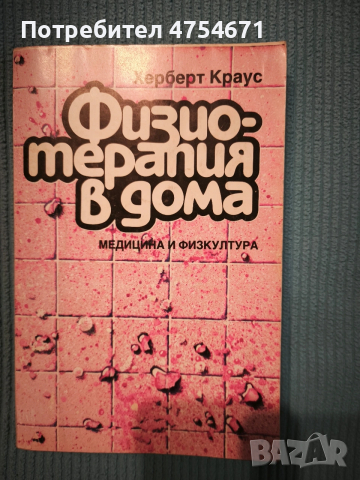 Потребител 4754671
Херберт Краус
Физио-
терапия
в дома
МЕДИЦИНА И ФИЗКУЛТУРА
BAZAR